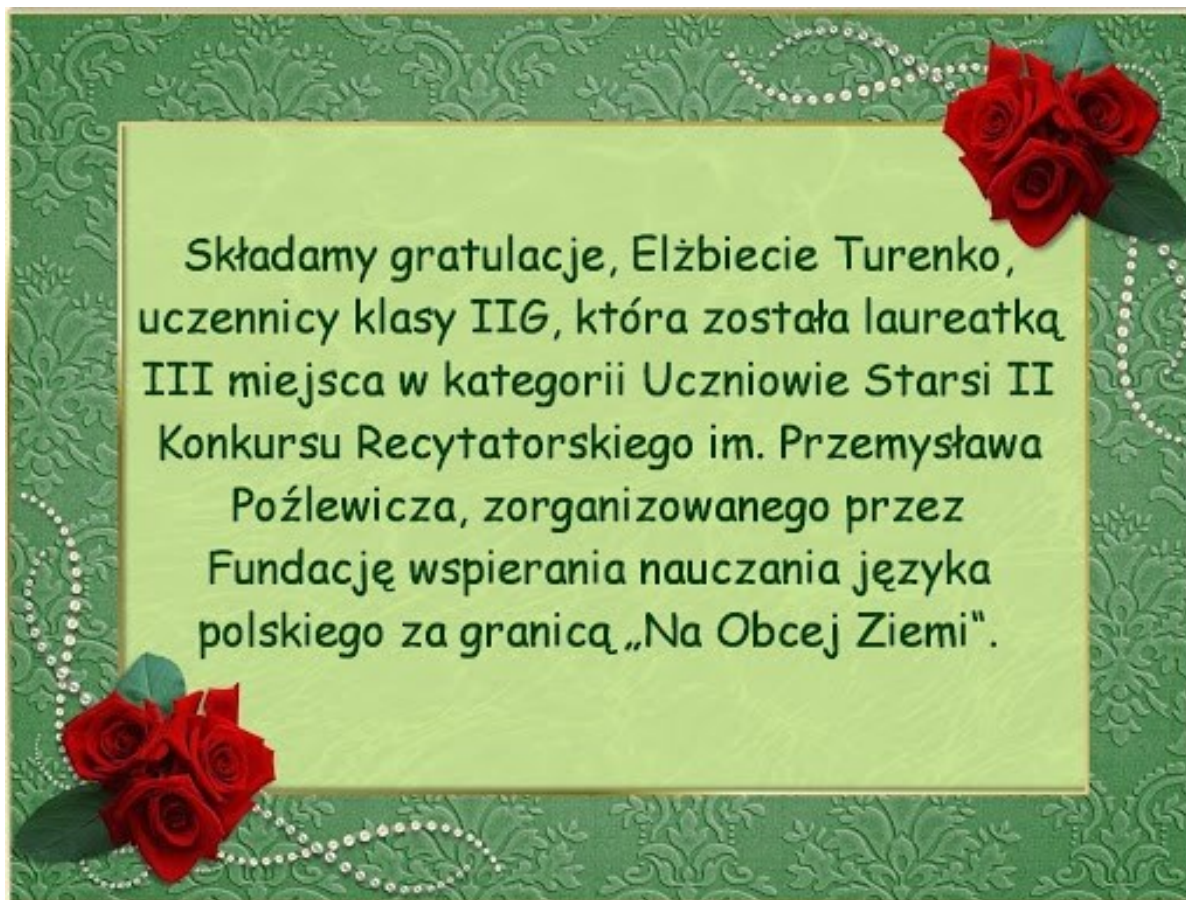 Składamy gratulacje, Elżbiecie Turenko,
uczennicy klasy IIG, która została laureatką
III miejsca w kategorii Uczniowie Starsi II
Konkursu Recytatorskiego im. Przemysława
Poźlewicza, zorganizowanego przez
Fundację wspierania nauczania języka
polskiego za granicą „Na Obcej Ziemi“.